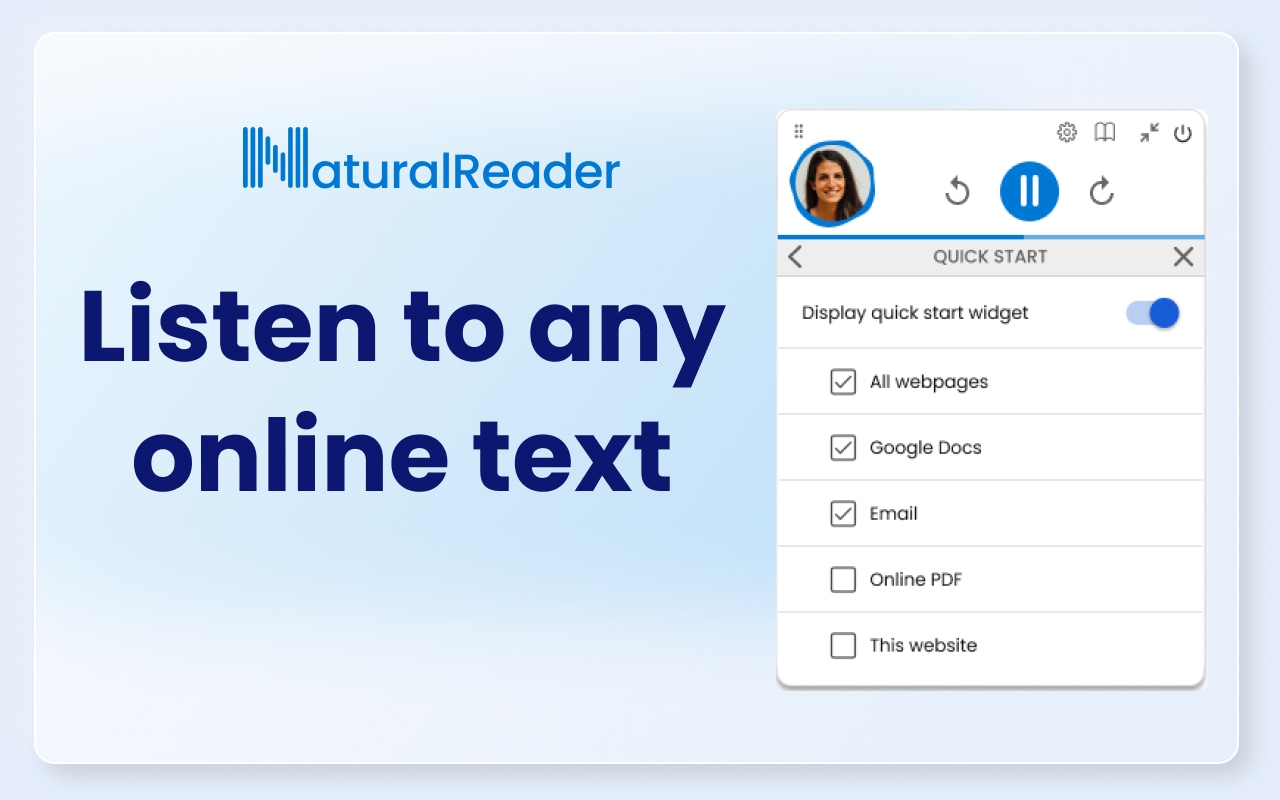 NaturalReader
Listen to any
online text
QUICK START
Display quick start widget
All webpages
Google Docs
Email
Online PDF
This website